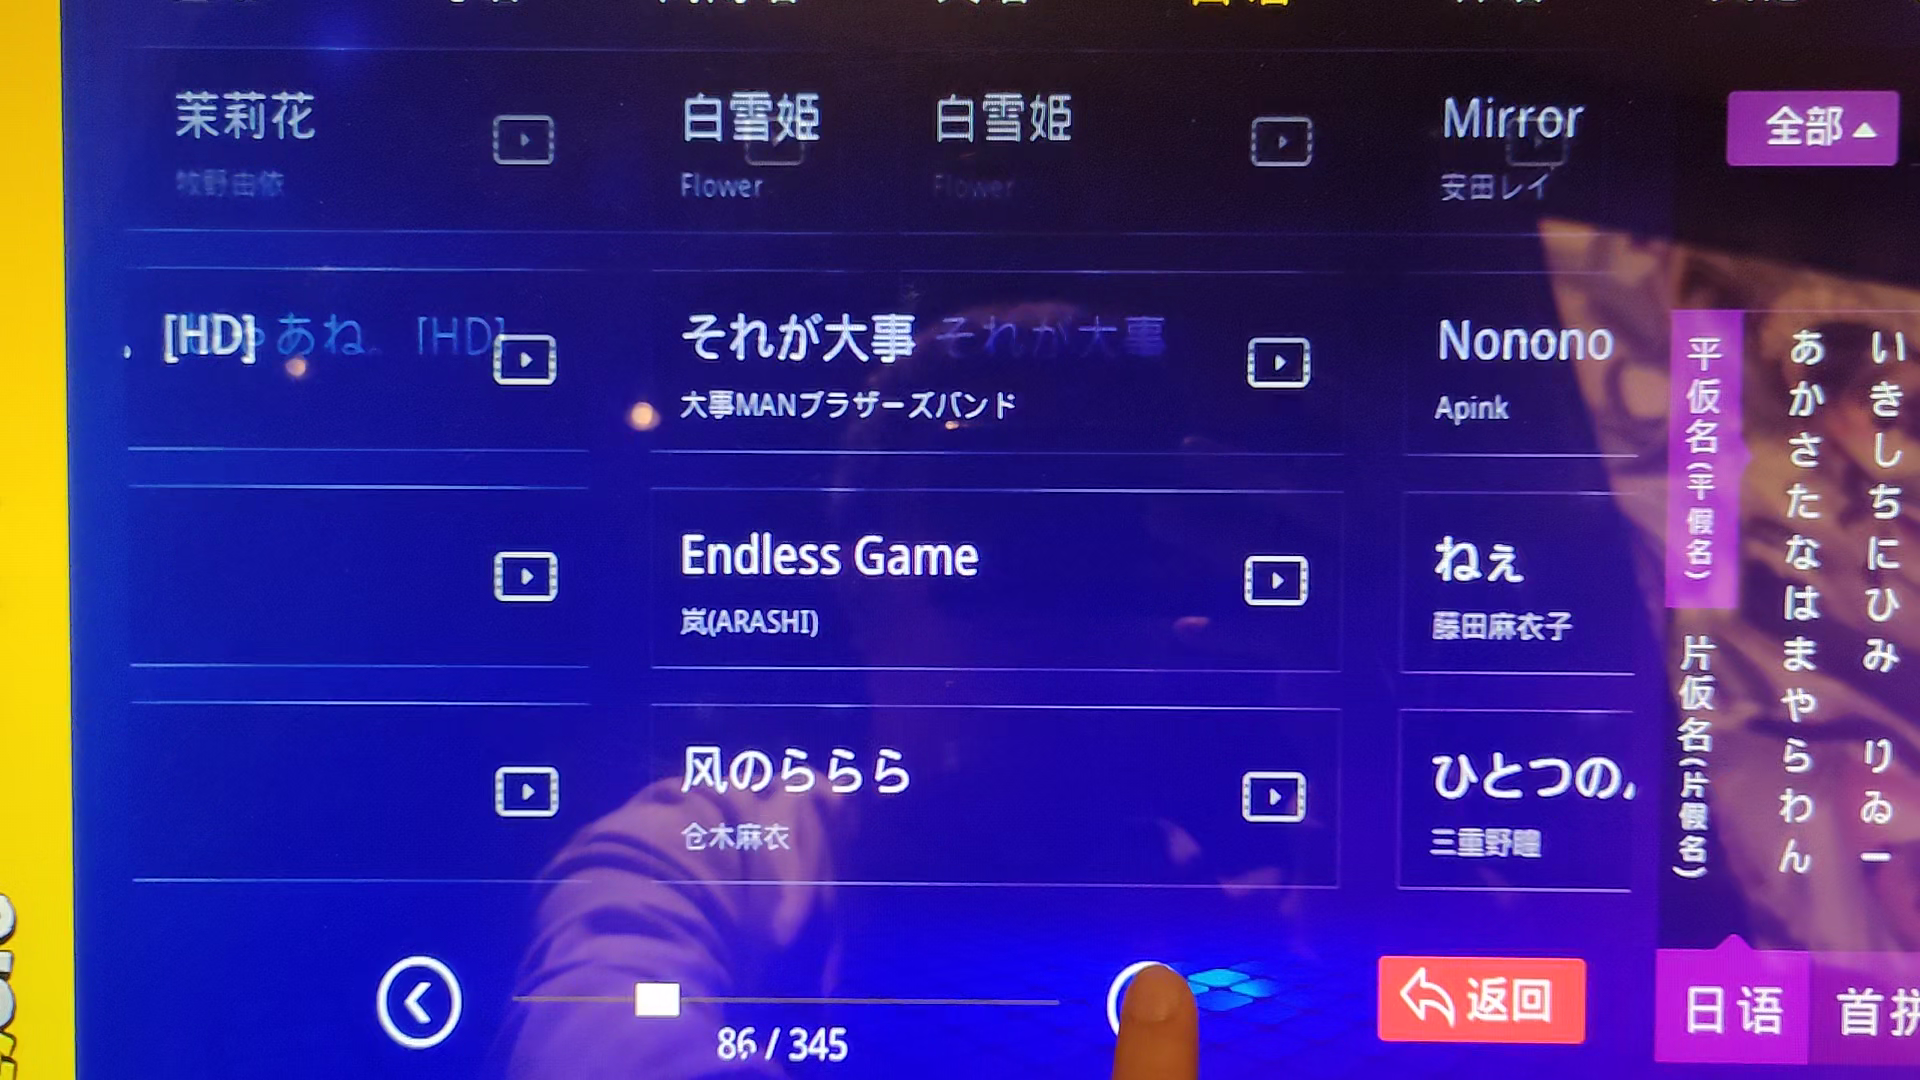 茉莉花
牧野由依
白雪姫
Flower
白雪姫
Flower
Mirror
安田レイ
全部
[HD]
あね。[HD]
それが大事
それが大事
大事MANブラザーズバンド
Nonono
Apink
Endless Game
岚(ARASHI)
ねぇ
藤田麻衣子
风のららら
仓木麻衣
ひとつの
三重野瞳
平仮名(平假名)
片仮名(片假名)
あかさたなはまやらわん
いきしちにひみ りゐー
86 / 345
返回
日语
首拼